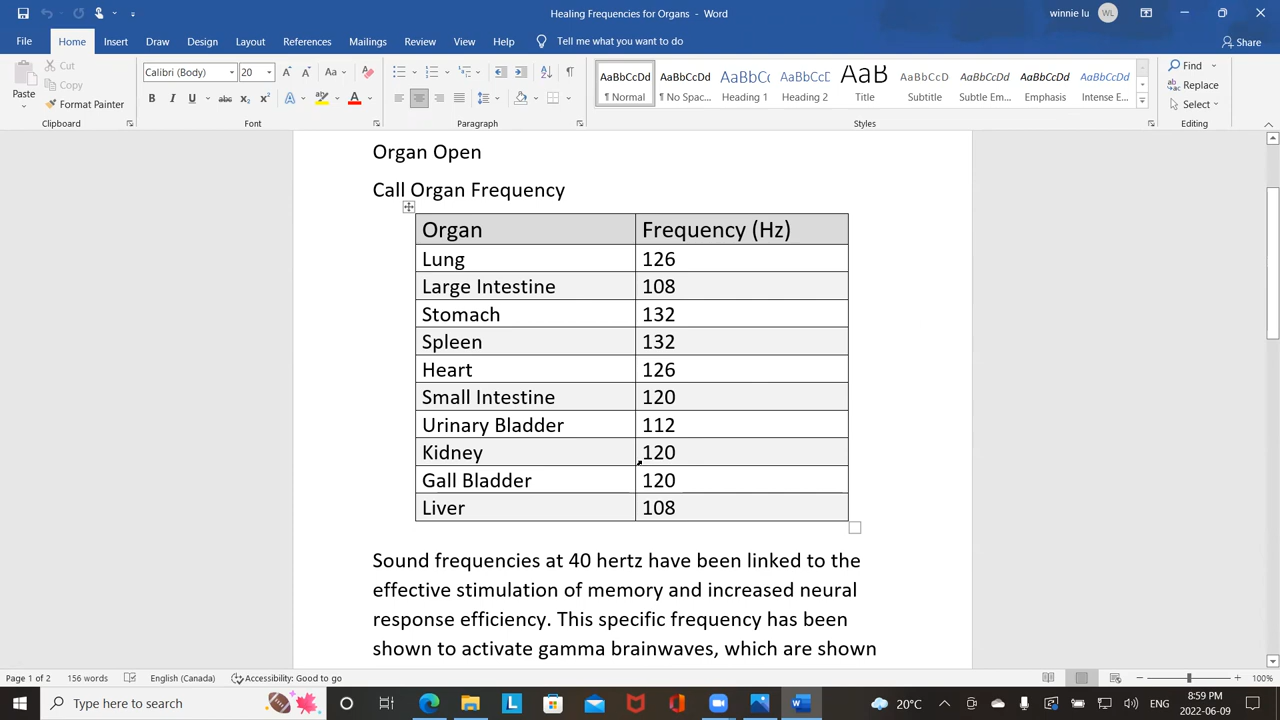 Healing Frequencies for Organs - Word
winnie lu WL
File Home Insert Draw Design Layout References Mailings Review View Help Tell me what you want to do Share
Paste Cut Copy Format Painter
Calibri (Body) 20 Aa
B I U abc x₂ x² A A
AaBbCcDd AaBbCcDd AaBbCc AaBbCcD AaB AaBbCcD AaBbCcDd AaBbCcDd AaBbCcDd
¶ Normal ¶ No Spac... Heading 1 Heading 2 Title Subtitle Subtle Em... Emphasis Intense E...
Find Replace Select
Clipboard Font Paragraph Styles Editing
Organ Open
Call Organ Frequency
Organ Frequency (Hz)
Lung 126
Large Intestine 108
Stomach 132
Spleen 132
Heart 126
Small Intestine 120
Urinary Bladder 112
Kidney 120
Gall Bladder 120
Liver 108
Sound frequencies at 40 hertz have been linked to the
effective stimulation of memory and increased neural
response efficiency. This specific frequency has been
shown to activate gamma brainwaves, which are shown
Page 1 of 2 156 words English (Canada) Accessibility: Good to go 100%
Type here to search 20°C 8:59 PM
2022-06-09